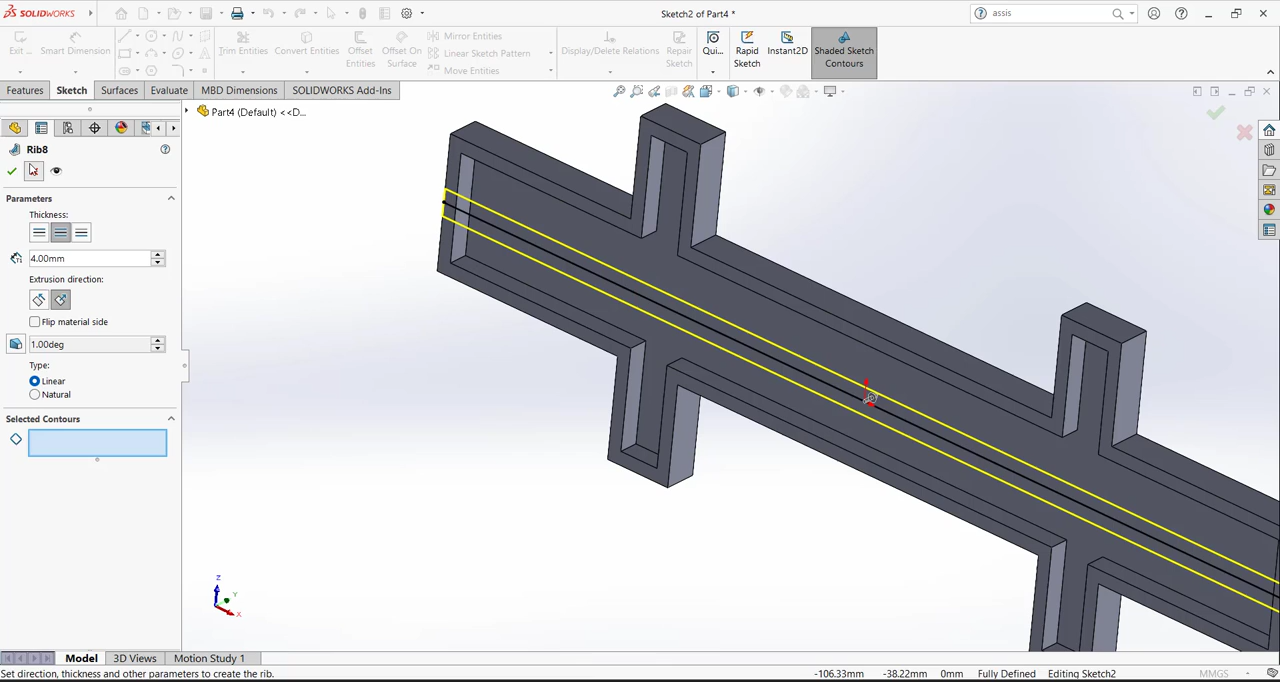 SOLIDWORKS
Sketch2 of Part4 *
assis
Exit ...
Smart Dimension
Trim Entities
Convert Entities
Offset Entities
Offset On Surface
Mirror Entities
Linear Sketch Pattern
Move Entities
Display/Delete Relations
Repair Sketch
Qui...
Rapid Sketch
Instant2D
Shaded Sketch Contours
Features
Sketch
Surfaces
Evaluate
MBD Dimensions
SOLIDWORKS Add-Ins
Part4 (Default) <<D...
Rib8
Parameters
Thickness:
4.00mm
Extrusion direction:
Flip material side
1.00deg
Type:
Linear
Natural
Selected Contours
Z
Y
X
Model
3D Views
Motion Study 1
Set direction, thickness and other parameters to create the rib.
-106.33mm
-38.22mm
0mm
Fully Defined
Editing Sketch2
MMGS